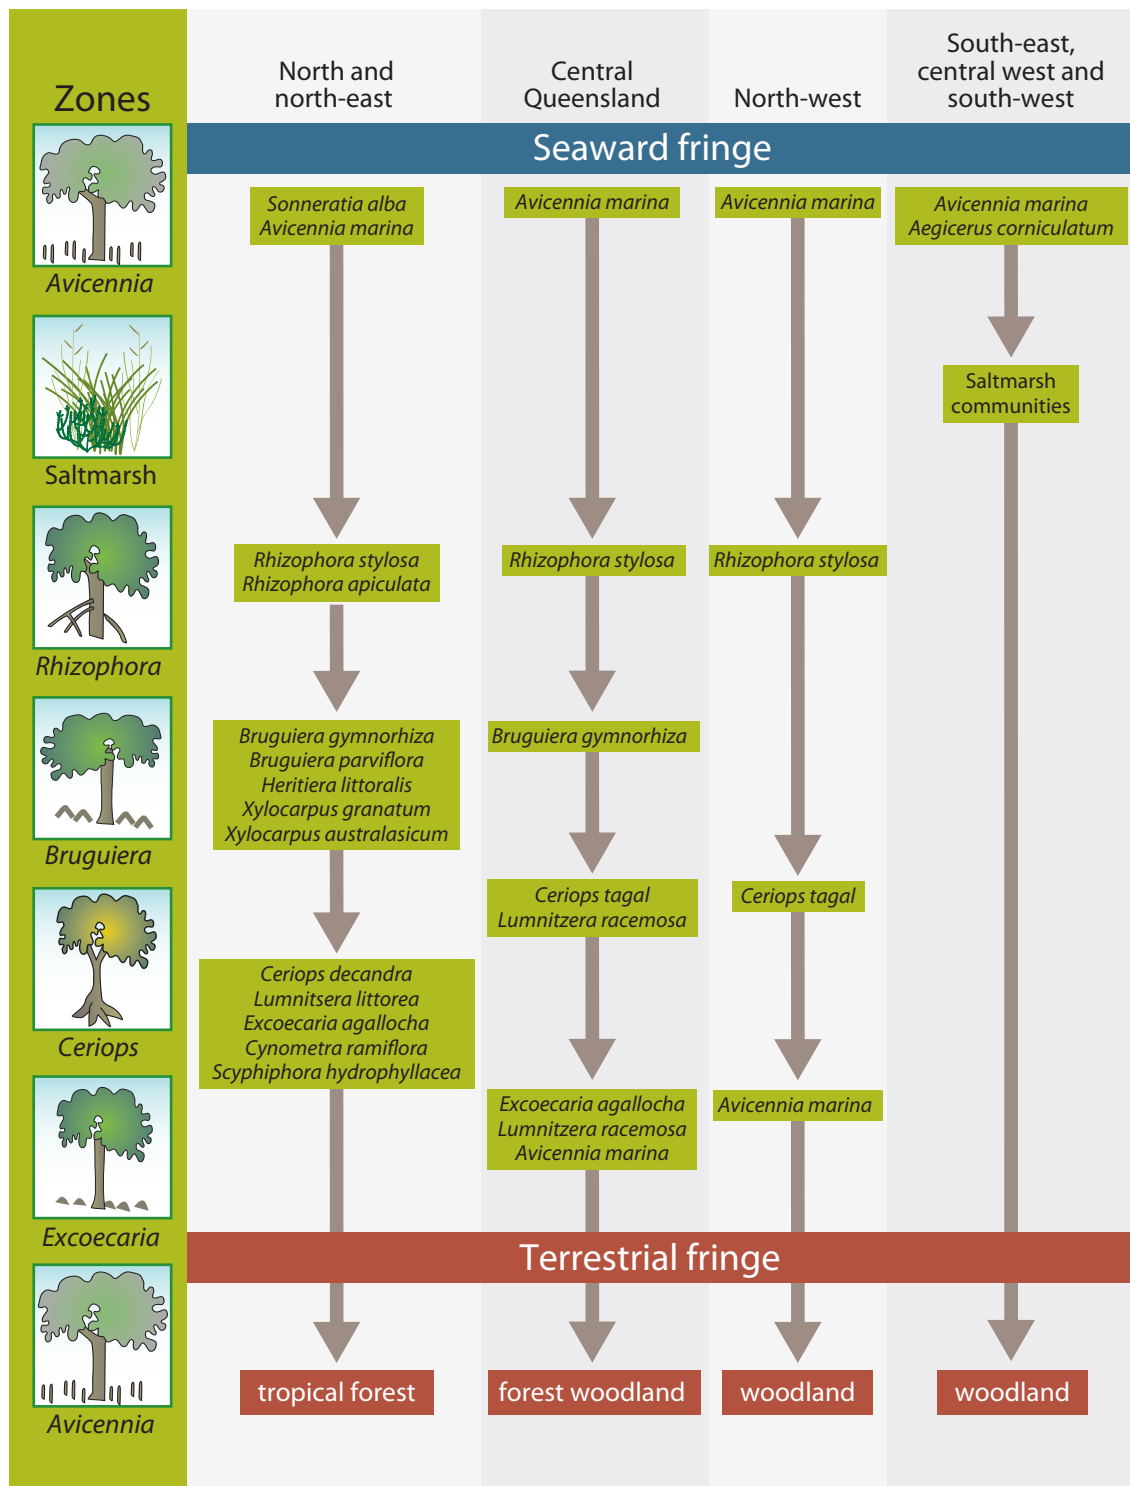 Zones
North and
north-east
Central
Queensland
North-west
South-east,
central west and
south-west
Seaward fringe
Avicennia
Sonneratia alba
Avicennia marina
Avicennia marina
Avicennia marina
Avicennia marina
Aegicerus corniculatum
Saltmarsh
Saltmarsh
communities
Rhizophora
Rhizophora stylosa
Rhizophora apiculata
Rhizophora stylosa
Rhizophora stylosa
Bruguiera
Bruguiera gymnorhiza
Bruguiera parviflora
Heritiera littoralis
Xylocarpus granatum
Xylocarpus australasicum
Bruguiera gymnorhiza
Ceriops
Ceriops decandra
Lumnitsera littorea
Excoecaria agallocha
Cynometra ramiflora
Scyphiphora hydrophyllacea
Ceriops tagal
Lumnitzera racemosa
Ceriops tagal
Excoecaria
Excoecaria agallocha
Lumnitzera racemosa
Avicennia marina
Avicennia marina
Terrestrial fringe
Avicennia
tropical forest
forest woodland
woodland
woodland